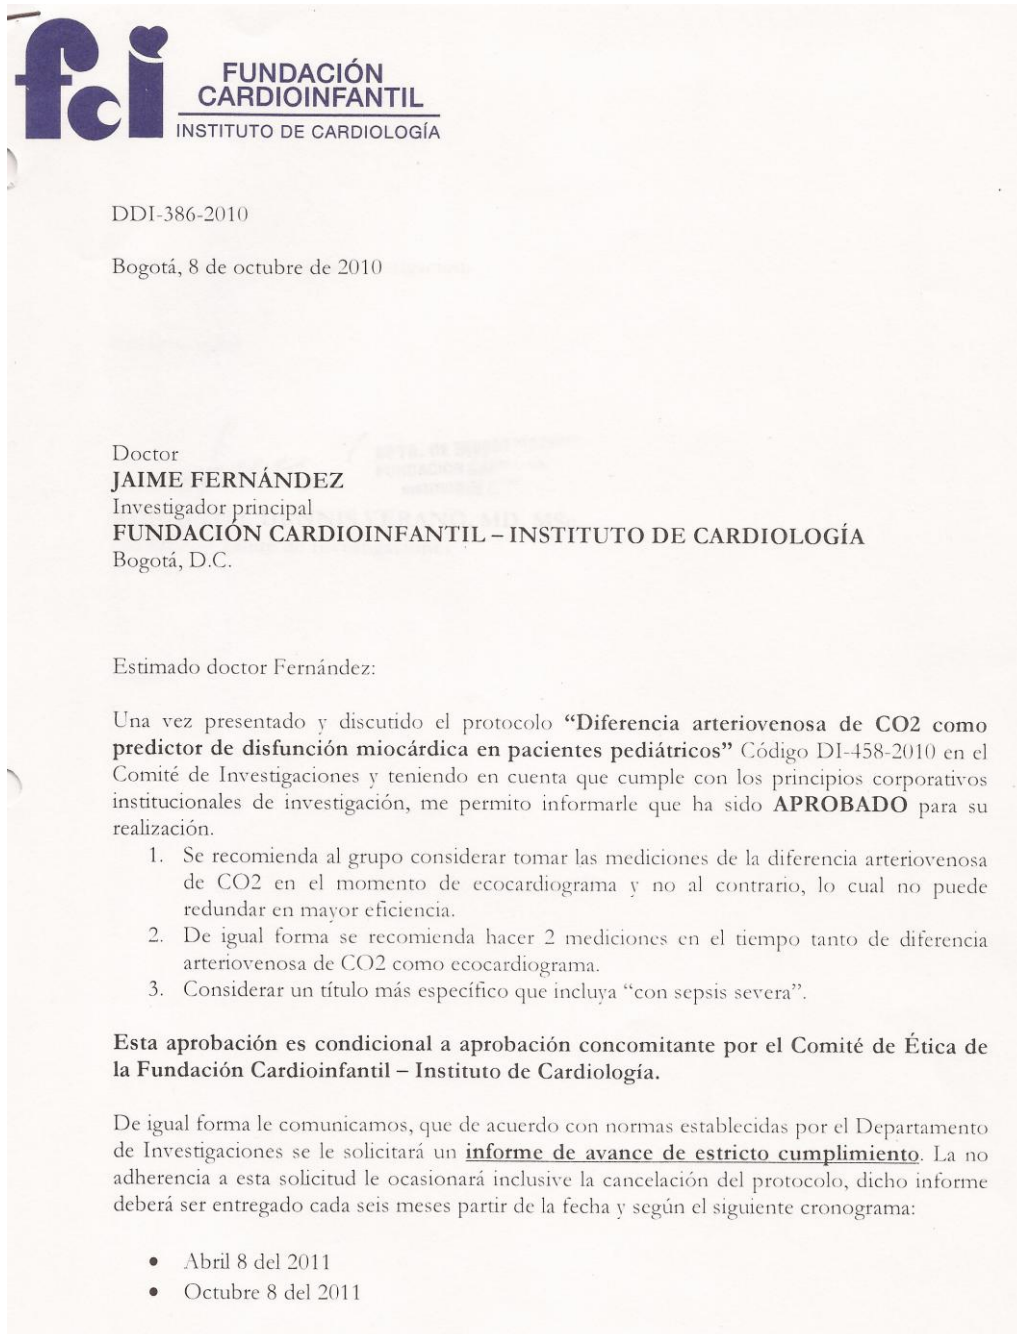 fci
FUNDACIÓN
CARDIOINFANTIL
INSTITUTO DE CARDIOLOGÍA
DDI-386-2010
Bogotá, 8 de octubre de 2010
Doctor
JAIME FERNÁNDEZ
Investigador principal
FUNDACIÓN CARDIOINFANTIL – INSTITUTO DE CARDIOLOGÍA
Bogotá, D.C.
Estimado doctor Fernández:
Una vez presentado y discutido el protocolo “Diferencia arteriovenosa de CO2 como
predictor de disfunción miocárdica en pacientes pediátricos” Código DI-458-2010 en el
Comité de Investigaciones y teniendo en cuenta que cumple con los principios corporativos
institucionales de investigación, me permito informarle que ha sido APROBADO para su
realización.
1. Se recomienda al grupo considerar tomar las mediciones de la diferencia arteriovenosa
de CO2 en el momento de ecocardiograma y no al contrario, lo cual no puede
redundar en mayor eficiencia.
2. De igual forma se recomienda hacer 2 mediciones en el tiempo tanto de diferencia
arteriovenosa de CO2 como ecocardiograma.
3. Considerar un título más específico que incluya “con sepsis severa”.
Esta aprobación es condicional a aprobación concomitante por el Comité de Ética de
la Fundación Cardioinfantil – Instituto de Cardiología.
De igual forma le comunicamos, que de acuerdo con normas establecidas por el Departamento
de Investigaciones se le solicitará un informe de avance de estricto cumplimiento. La no
adherencia a esta solicitud le ocasionará inclusive la cancelación del protocolo, dicho informe
deberá ser entregado cada seis meses partir de la fecha y según el siguiente cronograma:
• Abril 8 del 2011
• Octubre 8 del 2011